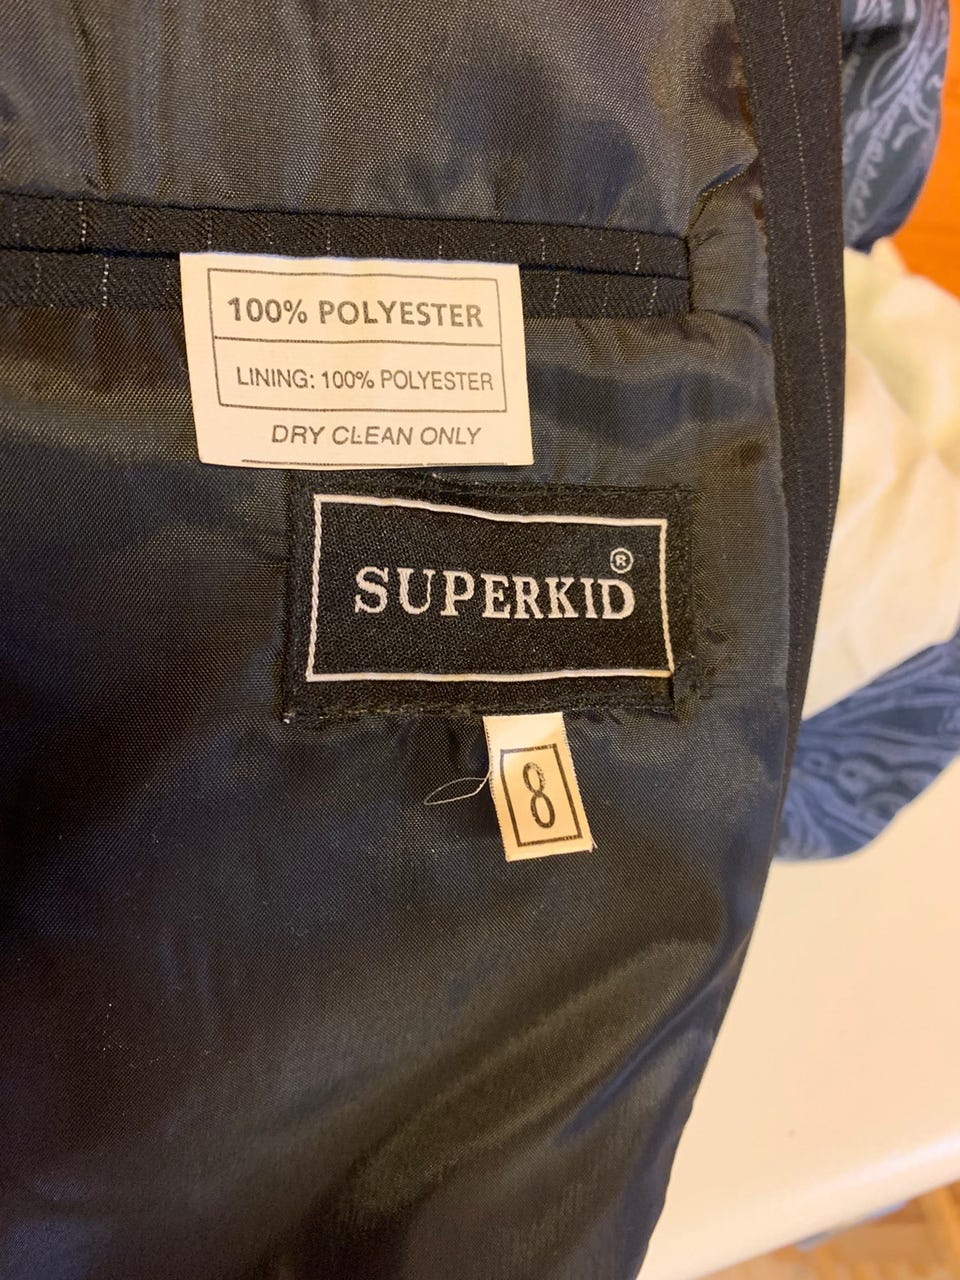 100% POLYESTER
LINING: 100% POLYESTER
DRY CLEAN ONLY
SUPERKID®
8